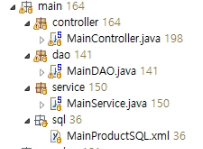 main 164
controller 164
MainController.java 198
dao 141
MainDAO.java 141
service 150
MainService.java 150
sql 36
MainProductSQL.xml 36